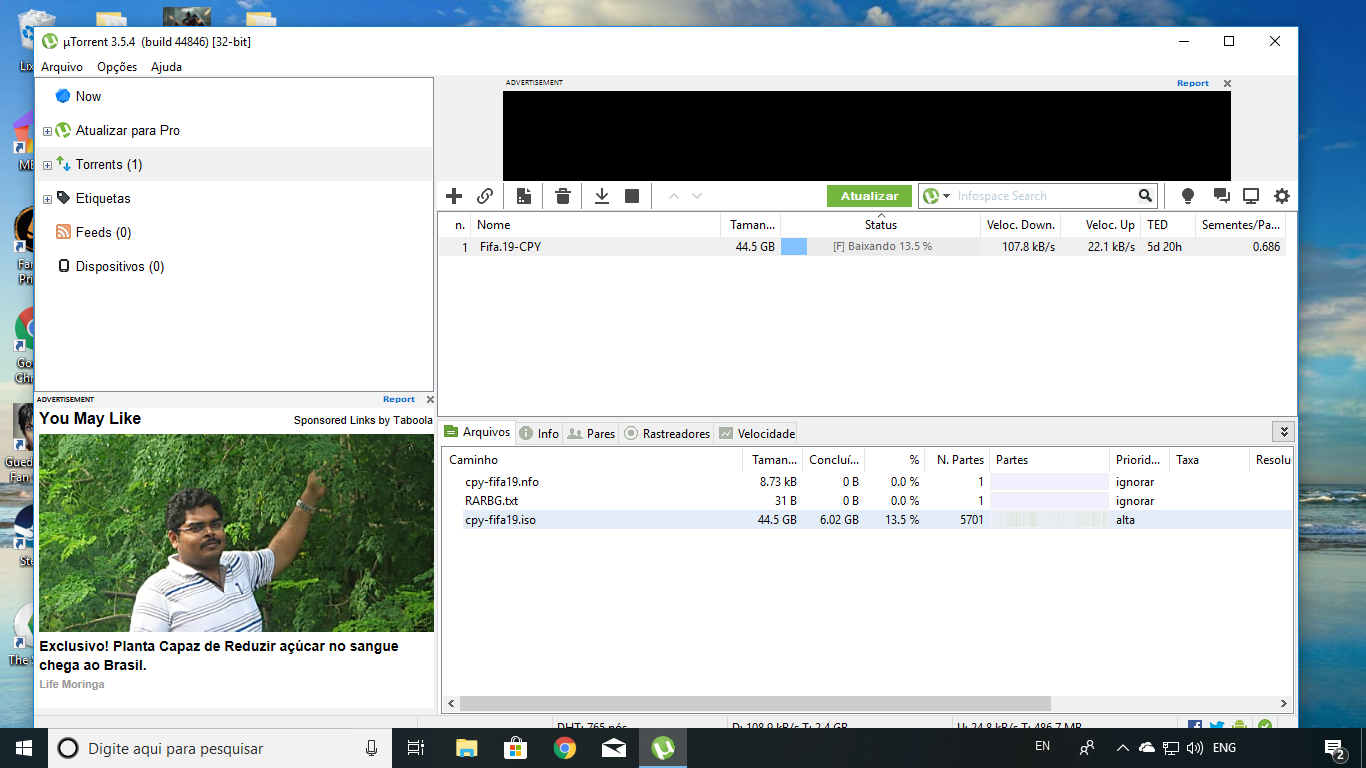 µTorrent 3.5.4 (build 44846) [32-bit]
Arquivo Opções Ajuda
Now
Atualizar para Pro
Torrents (1)
Etiquetas
Feeds (0)
Dispositivos (0)
ADVERTISEMENT Report
Atualizar Infospace Search
n. Nome Taman... Status Veloc. Down. Veloc. Up TED Sementes/Pa...
1 Fifa.19-CPY 44.5 GB [F] Baixando 13.5 % 107.8 kB/s 22.1 kB/s 5d 20h 0.686
ADVERTISEMENT Report
You May Like Sponsored Links by Taboola
Exclusivo! Planta Capaz de Reduzir açúcar no sangue
chega ao Brasil.
Life Moringa
Arquivos Info Pares Rastreadores Velocidade
Caminho Taman... Concluí... % N. Partes Partes Priorid... Taxa Resolu
cpy-fifa19.nfo 8.73 kB 0 B 0.0 % 1 ignorar
RARBG.txt 31 B 0 B 0.0 % 1 ignorar
cpy-fifa19.iso 44.5 GB 6.02 GB 13.5 % 5701 alta
DHT: 765 nós D: 108.9 kB/s T: 2.4 GB U: 24.8 kB/s T: 486.7 MB
Digite aqui para pesquisar EN ENG
2